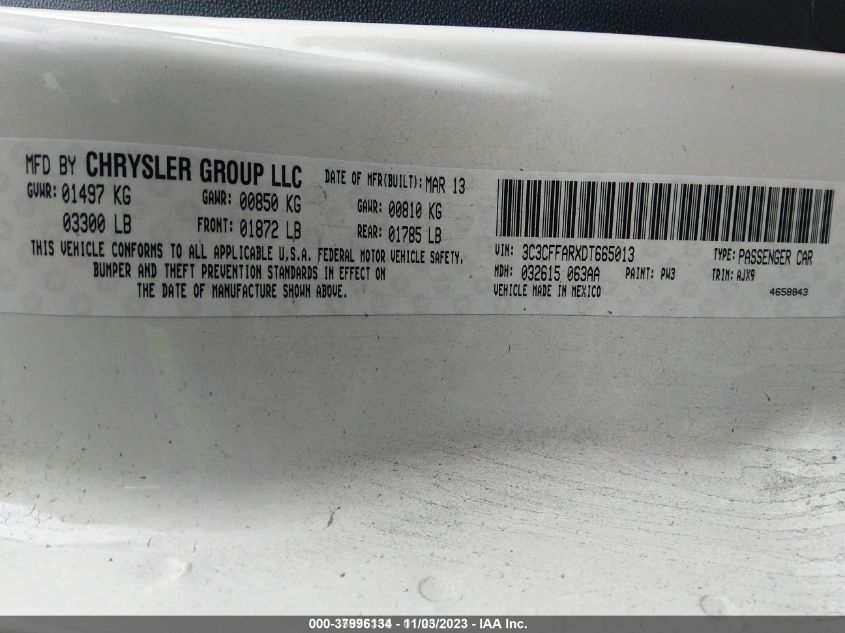 MFD BY CHRYSLER GROUP LLC DATE OF MFR(BUILT): MAR 13
GVWR: 01497 KG GAWR: 00850 KG GAWR: 00810 KG
03300 LB FRONT: 01872 LB REAR: 01785 LB
THIS VEHICLE CONFORMS TO ALL APPLICABLE U.S.A. FEDERAL MOTOR VEHICLE SAFETY,
BUMPER AND THEFT PREVENTION STANDARDS IN EFFECT ON
THE DATE OF MANUFACTURE SHOWN ABOVE.
VIN: 3C3CFFARXDT665013 TYPE: PASSENGER CAR
MDH: 032615 063AA PAINT: PW3 TRIM: AJX9
VEHICLE MADE IN MEXICO 4658843
000-37996134 - 11/03/2023 - IAA Inc.